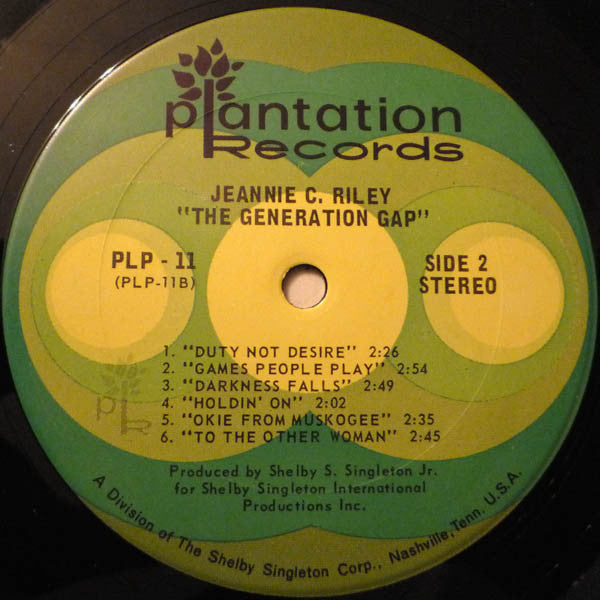 plantation
Records
JEANNIE C. RILEY
"THE GENERATION GAP"
PLP - 11
(PLP-11B)
SIDE 2
STEREO
1. "DUTY NOT DESIRE" 2:26
2. "GAMES PEOPLE PLAY" 2:54
3. "DARKNESS FALLS" 2:49
4. "HOLDIN' ON" 2:02
5. "OKIE FROM MUSKOGEE" 2:35
6. "TO THE OTHER WOMAN" 2:45
PLR
Produced by Shelby S. Singleton Jr.
for Shelby Singleton International
Productions Inc.
A Division of The Shelby Singleton Corp., Nashville, Tenn. U.S.A.